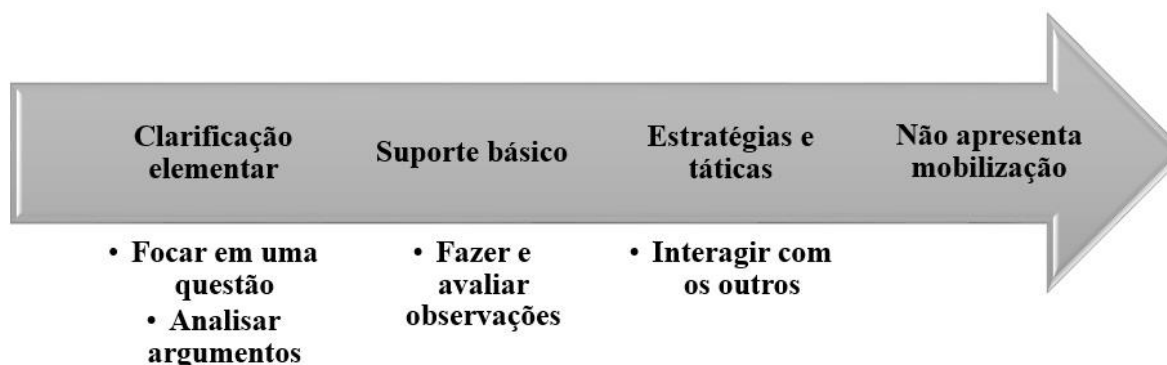 Clarificação
elementar
Suporte básico
Estratégias e
táticas
Não apresenta
mobilização
• Focar em uma
questão
• Analisar
argumentos
• Fazer e
avaliar
observações
• Interagir com
os outros